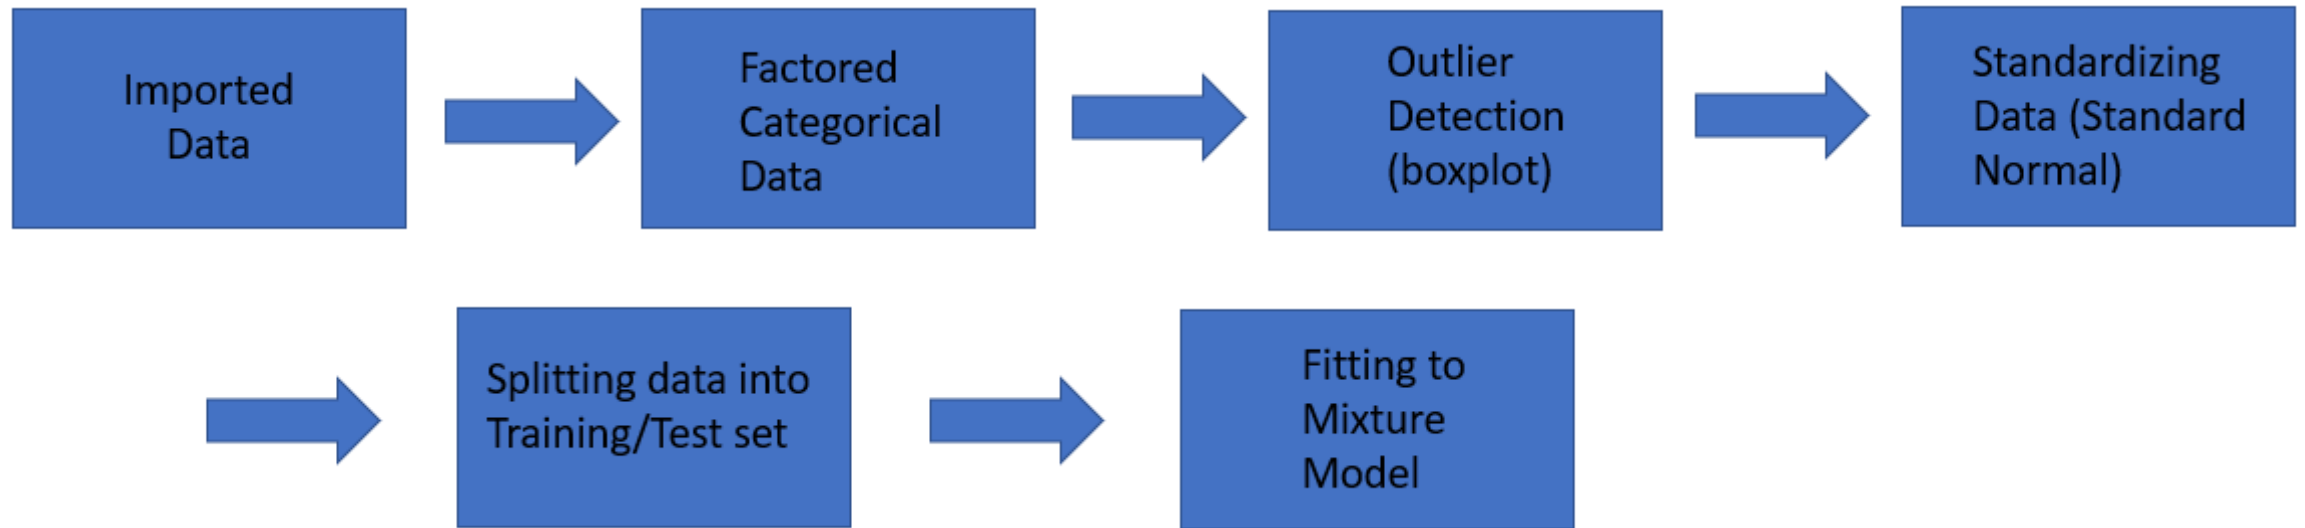 Imported
Data
Factored
Categorical
Data
Outlier
Detection
(boxplot)
Standardizing
Data (Standard
Normal)
Splitting data into
Training/Test set
Fitting to
Mixture
Model